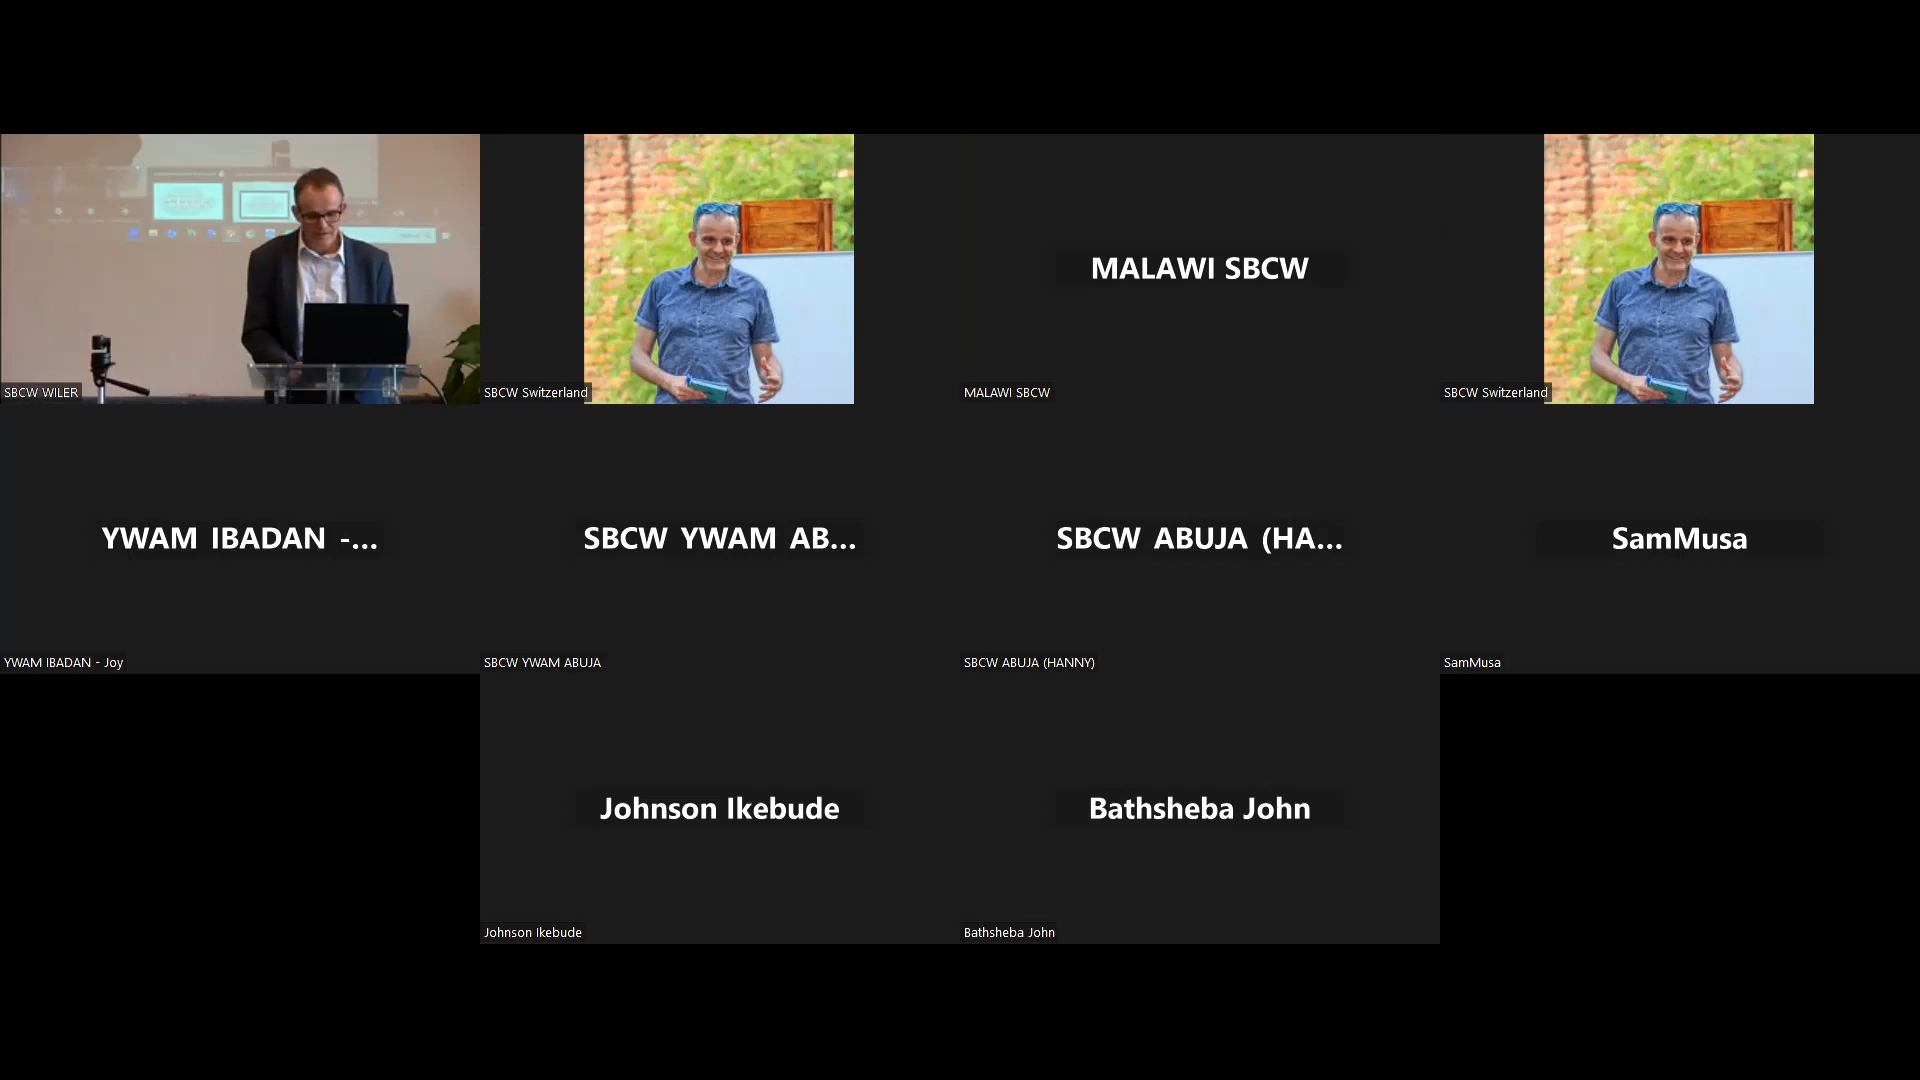 SBCW WILER
SBCW Switzerland
MALAWI SBCW
MALAWI SBCW
SBCW Switzerland
YWAM IBADAN -...
YWAM IBADAN - Joy
SBCW YWAM AB...
SBCW YWAM ABUJA
SBCW ABUJA (HA...
SBCW ABUJA (HANNY)
SamMusa
SamMusa
Johnson Ikebude
Johnson Ikebude
Bathsheba John
Bathsheba John